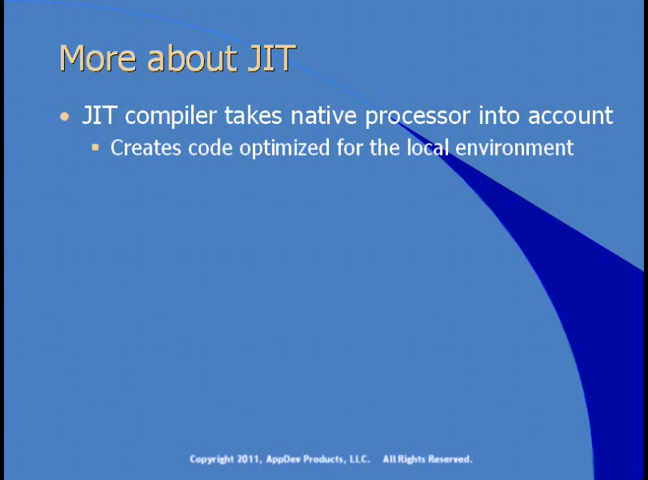 More about JIT
• JIT compiler takes native processor into account
▪ Creates code optimized for the local environment
Copyright 2011, AppDev Products, LLC. All Rights Reserved.